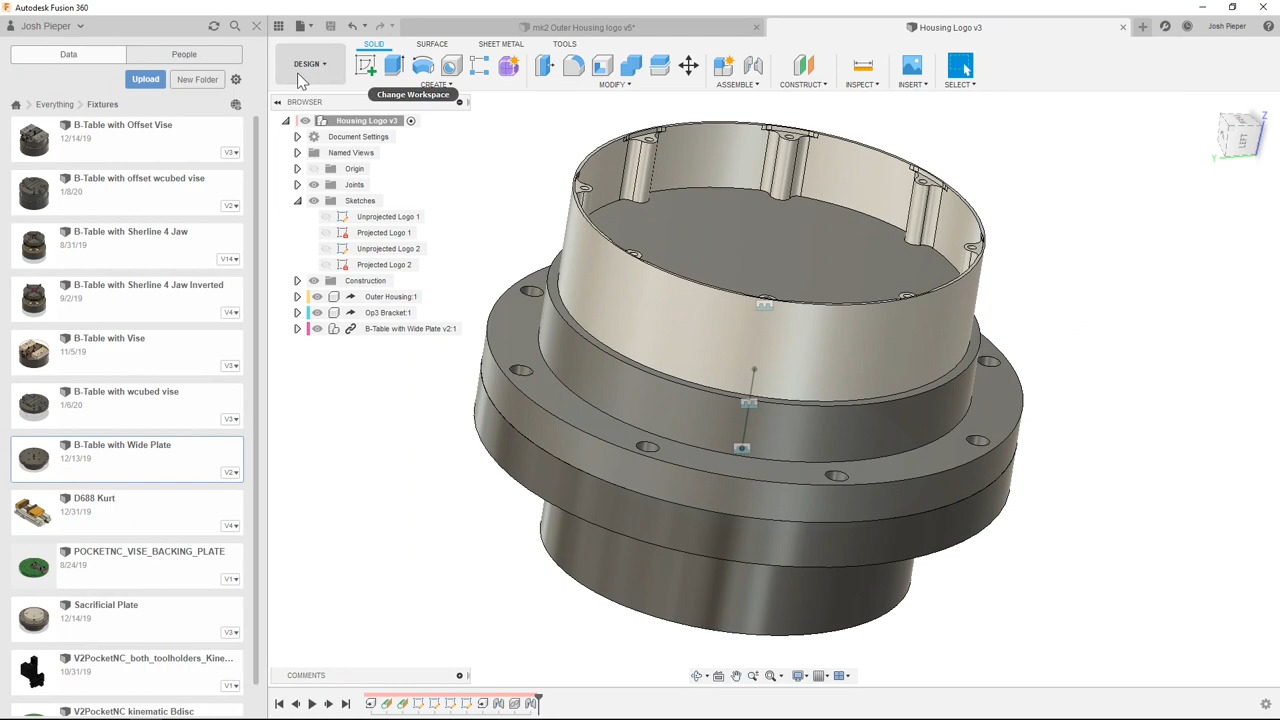 Autodesk Fusion 360
Josh Pieper
mk2 Outer Housing logo v5*
Housing Logo v3
Josh Pieper
Data
People
Upload
New Folder
Everything
Fixtures
B-Table with Offset Vise
12/14/19
V3
B-Table with offset wcubed vise
1/8/20
V2
B-Table with Sherline 4 Jaw
8/31/19
V14
B-Table with Sherline 4 Jaw Inverted
9/2/19
V4
B-Table with Vise
11/5/19
V3
B-Table with wcubed vise
1/6/20
V3
B-Table with Wide Plate
12/13/19
V2
D688 Kurt
12/31/19
V4
POCKETNC_VISE_BACKING_PLATE
8/24/19
V1
Sacrificial Plate
12/14/19
V3
V2PocketNC_both_toolholders_Kine...
10/31/19
V1
V2PocketNC kinematic Bdisc
DESIGN
SOLID
SURFACE
SHEET METAL
TOOLS
CREATE
MODIFY
ASSEMBLE
CONSTRUCT
INSPECT
INSERT
SELECT
Change Workspace
BROWSER
Housing Logo v3
Document Settings
Named Views
Origin
Joints
Sketches
Unprojected Logo 1
Projected Logo 1
Unprojected Logo 2
Projected Logo 2
Construction
Outer Housing:1
Op3 Bracket:1
B-Table with Wide Plate v2:1
Z
Y
COMMENTS